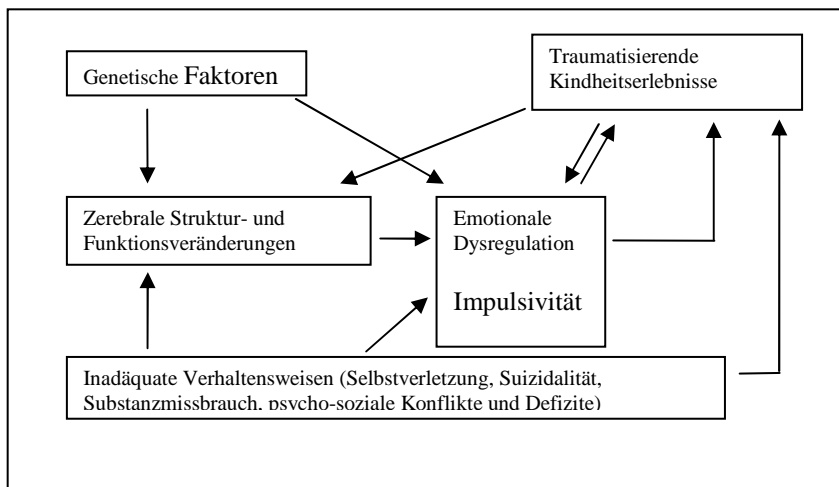 Genetische Faktoren
Traumatisierende
Kindheitserlebnisse
Zerebrale Struktur- und
Funktionsveränderungen
Emotionale
Dysregulation
Impulsivität
Inadäquate Verhaltensweisen (Selbstverletzung, Suizidalität,
Substanzmissbrauch, psycho-soziale Konflikte und Defizite)